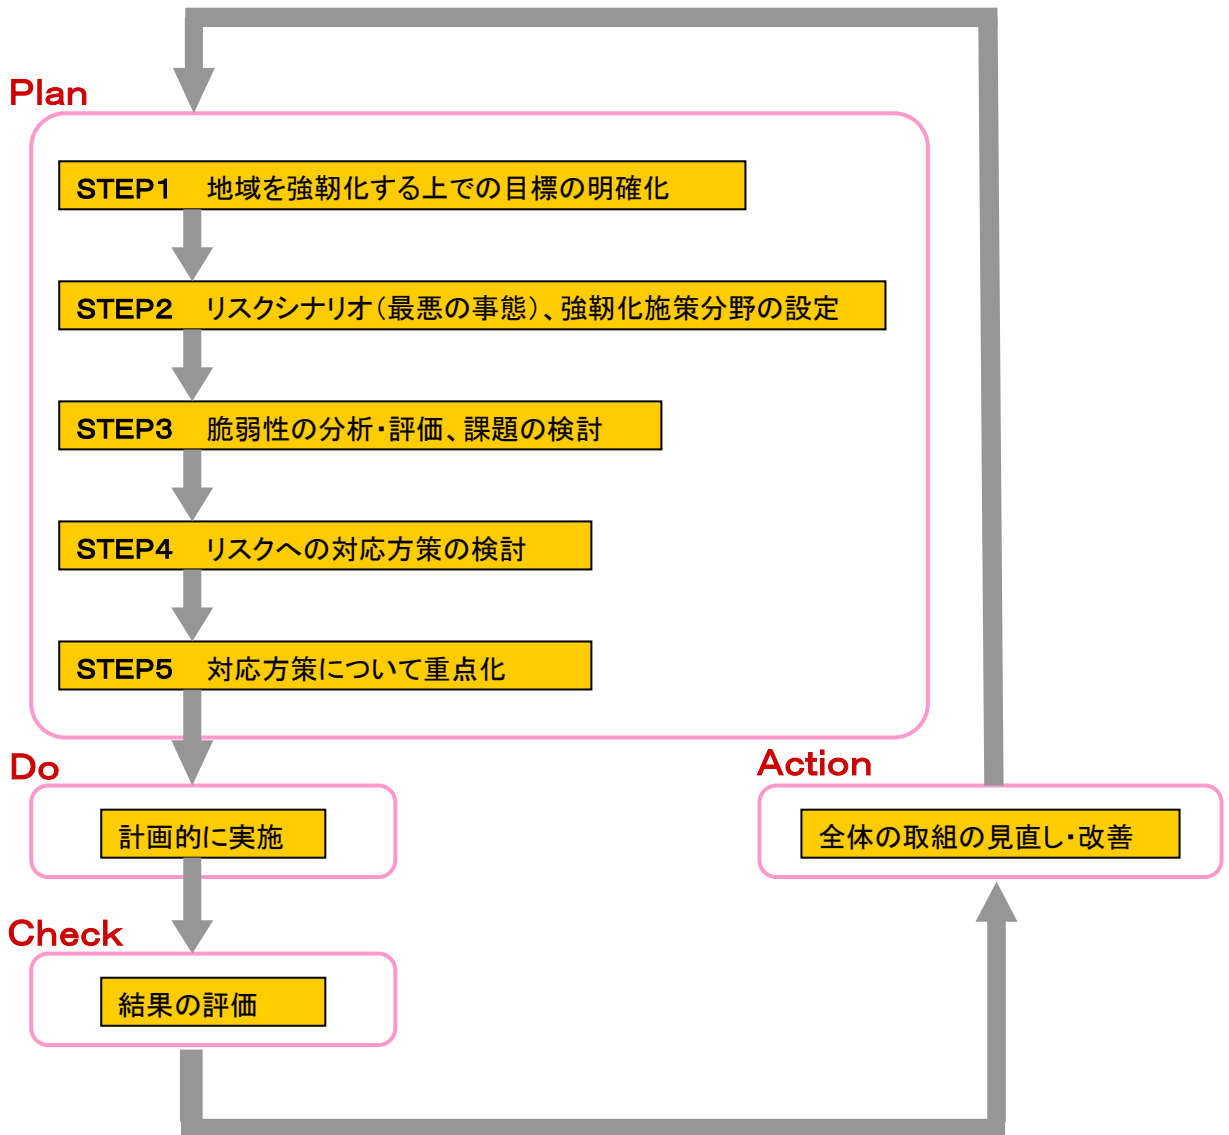 Plan
STEP1 地域を強靭化する上での目標の明確化
STEP2 リスクシナリオ（最悪の事態）、強靭化施策分野の設定
STEP3 脆弱性の分析・評価、課題の検討
STEP4 リスクへの対応方策の検討
STEP5 対応方策について重点化
Do
計画的に実施
Check
結果の評価
Action
全体の取組の見直し・改善